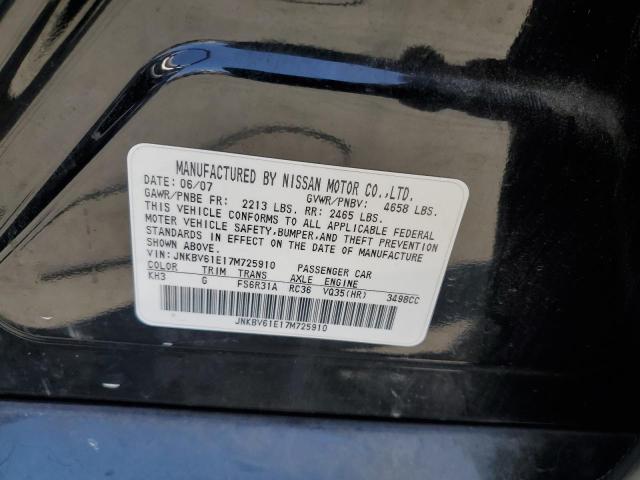 MANUFACTURED BY NISSAN MOTOR CO.,LTD.
DATE: 06/07 GVWR/PNBV: 4658 LBS.
GAWR/PNBE FR: 2213 LBS. RR: 2465 LBS.
THIS VEHICLE CONFORMS TO ALL APPLICABLE FEDERAL
MOTOR VEHICLE SAFETY,BUMPER,AND THEFT PREVENTION
STANDARDS IN EFFECT ON THE DATE OF MANUFACTURE
SHOWN ABOVE.
VIN: JNKBV61E17M725910 PASSENGER CAR
COLOR TRIM TRANS AXLE ENGINE
KH3 G FS6R31A RC36 VQ35(HR) 3498CC
JNKBV61E17M725910